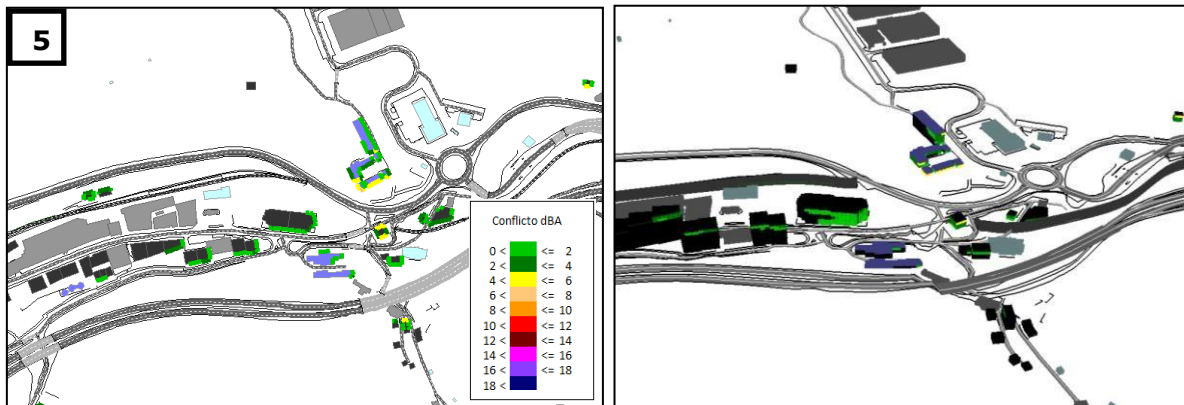 5
Conflicto dBA
0 < <= 2
2 < <= 4
4 < <= 6
6 < <= 8
8 < <= 10
10 < <= 12
12 < <= 14
14 < <= 16
16 < <= 18
18 <